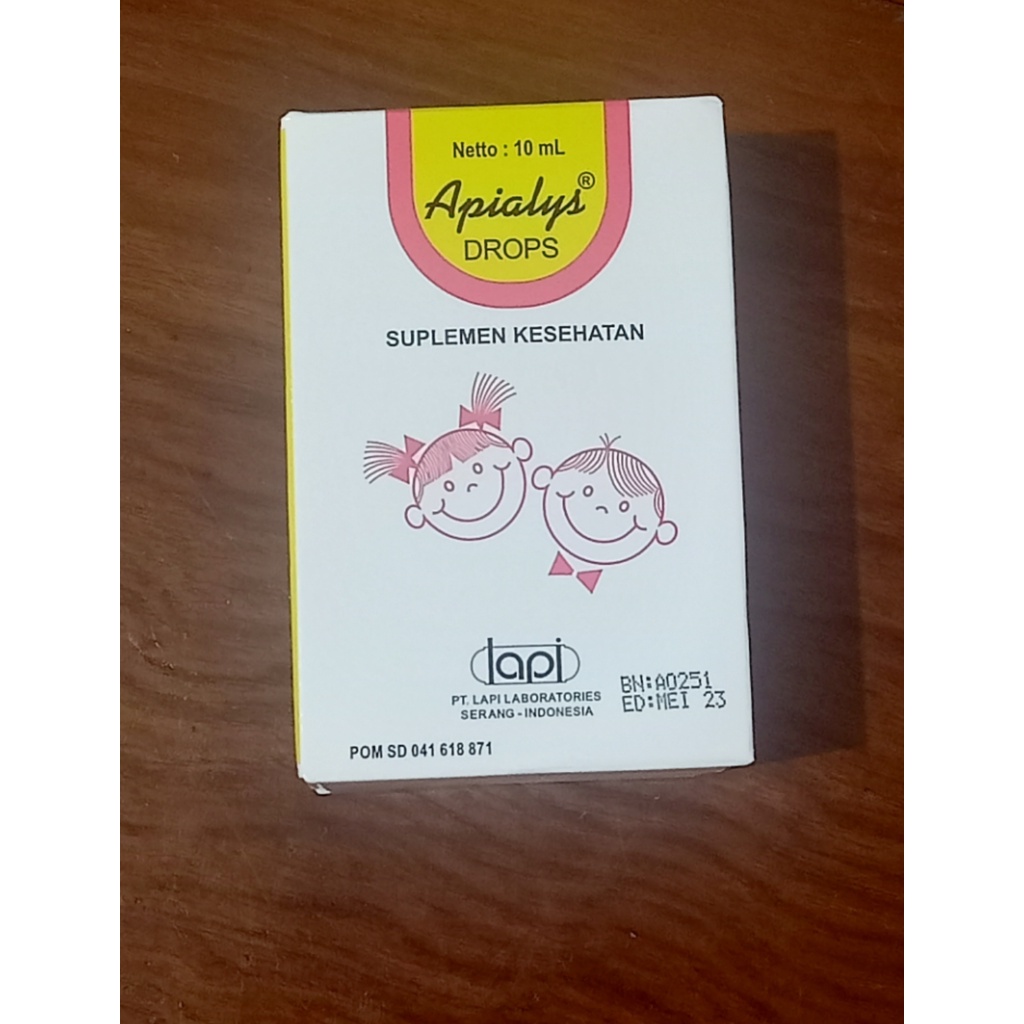 Netto : 10 mL
Apialys®
DROPS
SUPLEMEN KESEHATAN
lapi
PT. LAPI LABORATORIES
SERANG - INDONESIA
BN:A0251
ED:MEI 23
POM SD 041 618 871